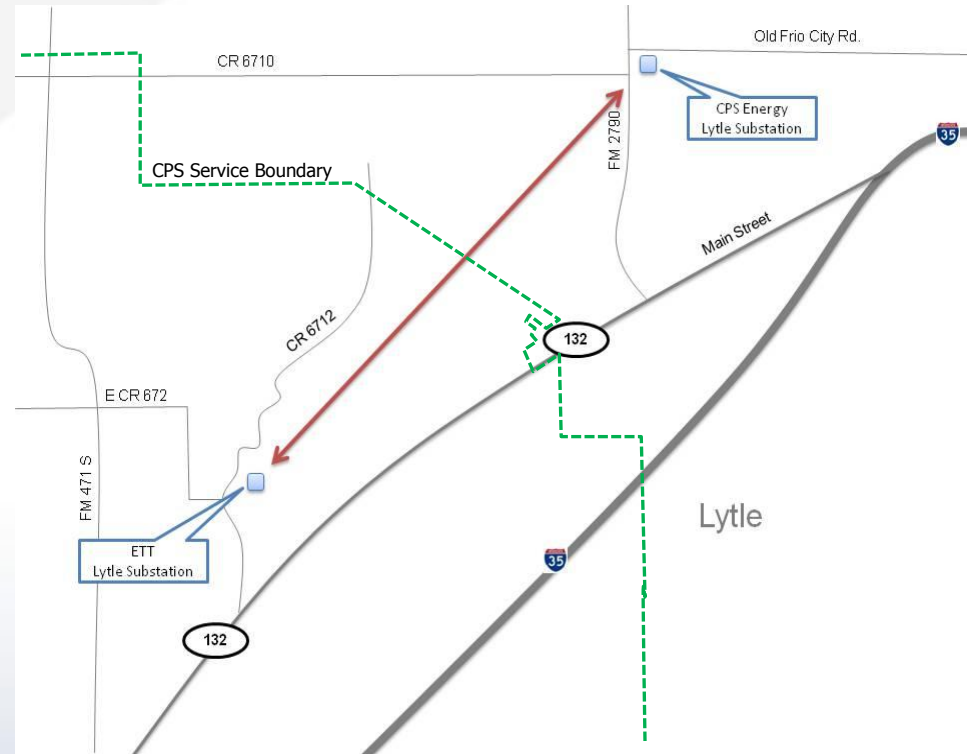 Old Frio City Rd.
CR 6710
CPS Energy
Lytle Substation
35
FM 2790
CPS Service Boundary
Main Street
CR 6712
132
E CR 672
FM 471 S
Lytle
ETT
Lytle Substation
35
132